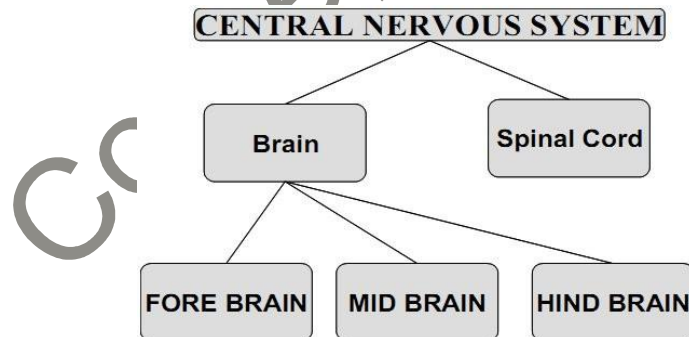 CENTRAL NERVOUS SYSTEM
Brain
Spinal Cord
FORE BRAIN
MID BRAIN
HIND BRAIN